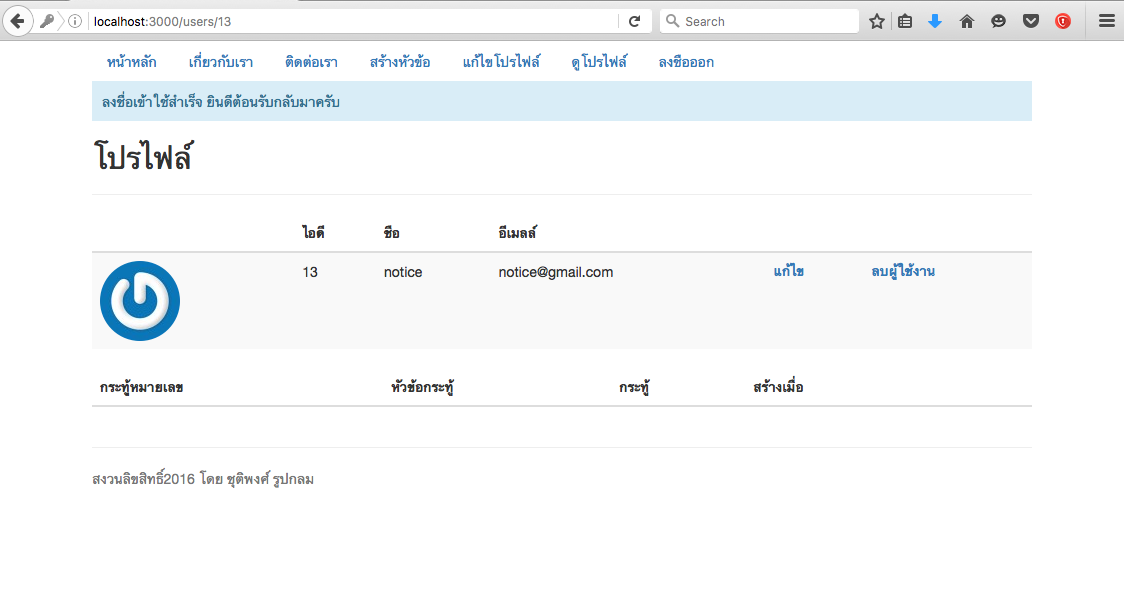 localhost:3000/users/13
Search
หน้าหลัก เกี่ยวกับเรา ติดต่อเรา สร้างหัวข้อ แก้ไขโปรไฟล์ ดูโปรไฟล์ ลงชื่อออก
ลงชื่อเข้าใช้สำเร็จ ยินดีต้อนรับกลับมาครับ
โปรไฟล์
ไอดี ชื่อ อีเมลล์
13 notice notice@gmail.com แก้ไข ลบผู้ใช้งาน
กระทู้หมายเลข หัวข้อกระทู้ กระทู้ สร้างเมื่อ
สงวนลิขสิทธิ์2016 โดย ชุติพงศ์ รูปกลม